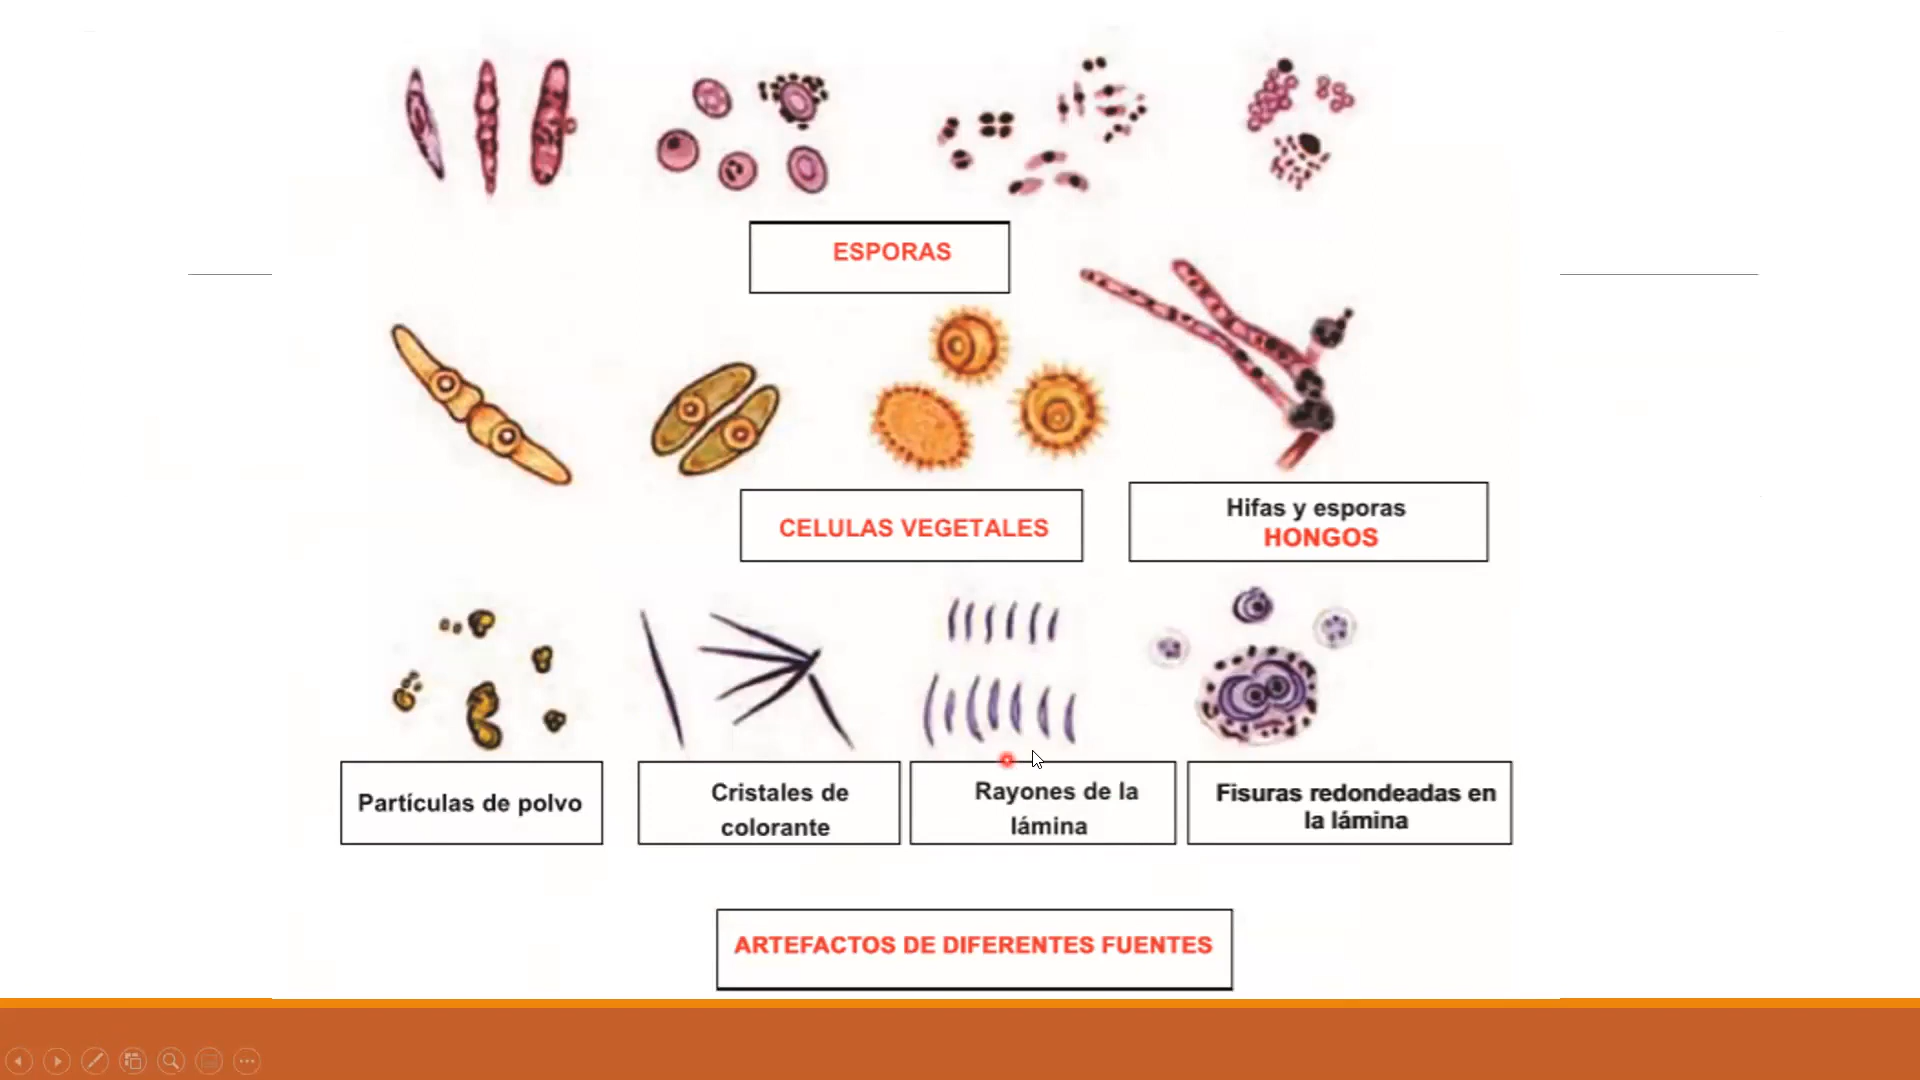 ESPORAS
CELULAS VEGETALES
Hifas y esporas
HONGOS
Partículas de polvo
Cristales de
colorante
Rayones de la
lámina
Fisuras redondeadas en
la lámina
ARTEFACTOS DE DIFERENTES FUENTES